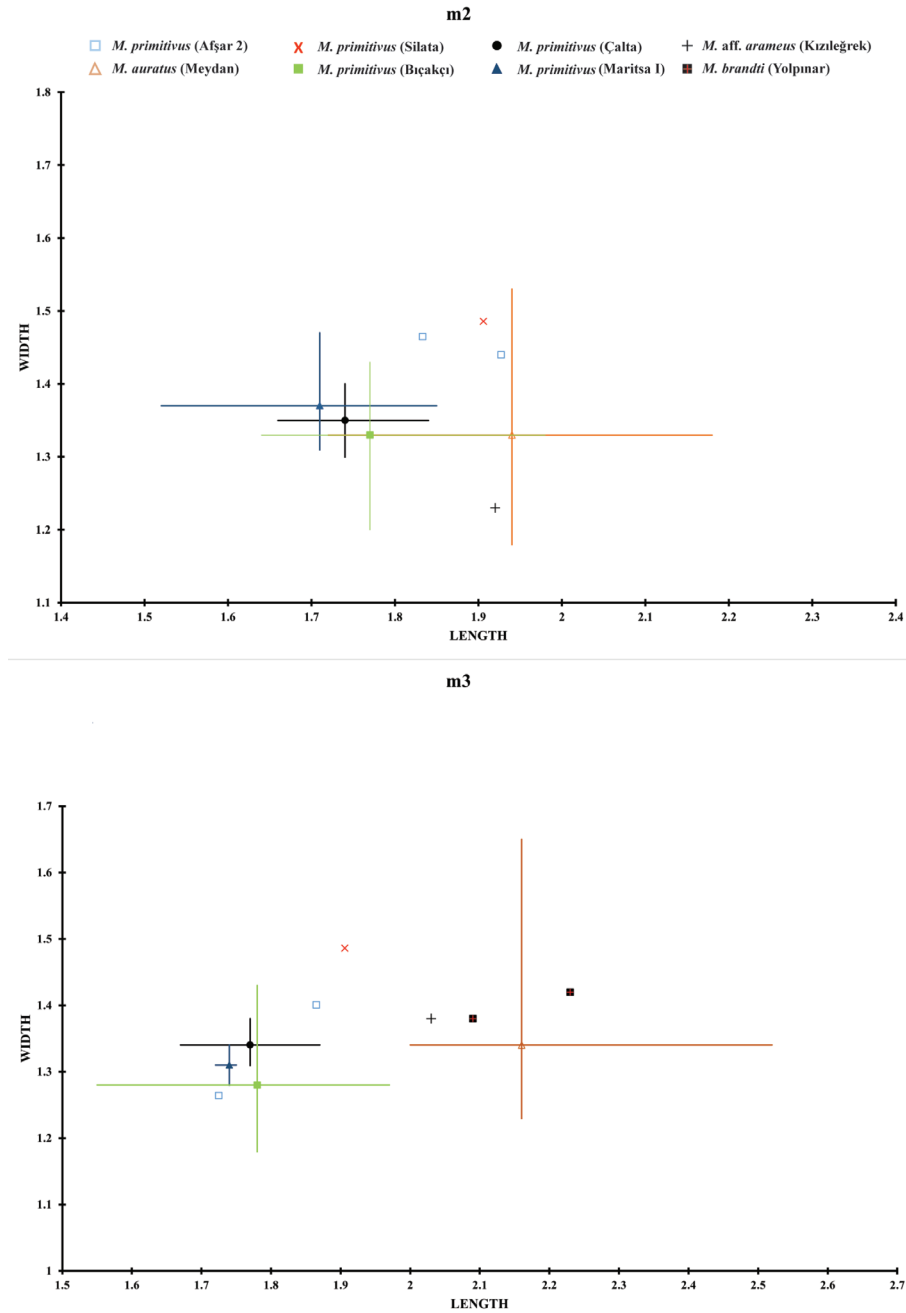 m2
M. primitivus (Afşar 2) M. primitivus (Silata) M. primitivus (Çalta) M. aff. arameus (Kızıleğrek)
M. auratus (Meydan) M. primitivus (Bıçakçı) M. primitivus (Maritsa I) M. brandti (Yolpınar)
1.8
1.7
1.6
1.5
1.4
1.3
1.2
1.1
WIDTH
1.4 1.5 1.6 1.7 1.8 1.9 2 2.1 2.2 2.3 2.4
LENGTH
m3
1.7
1.6
1.5
1.4
1.3
1.2
1.1
1
WIDTH
1.5 1.6 1.7 1.8 1.9 2 2.1 2.2 2.3 2.4 2.5 2.6 2.7
LENGTH